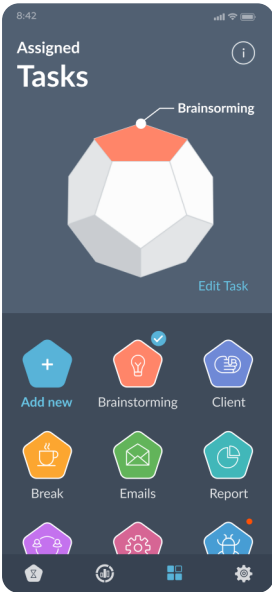 8:42
Assigned
Tasks
i
Brainsorming
Edit Task
+
Add new
Brainstorming
Client
Break
Emails
Report